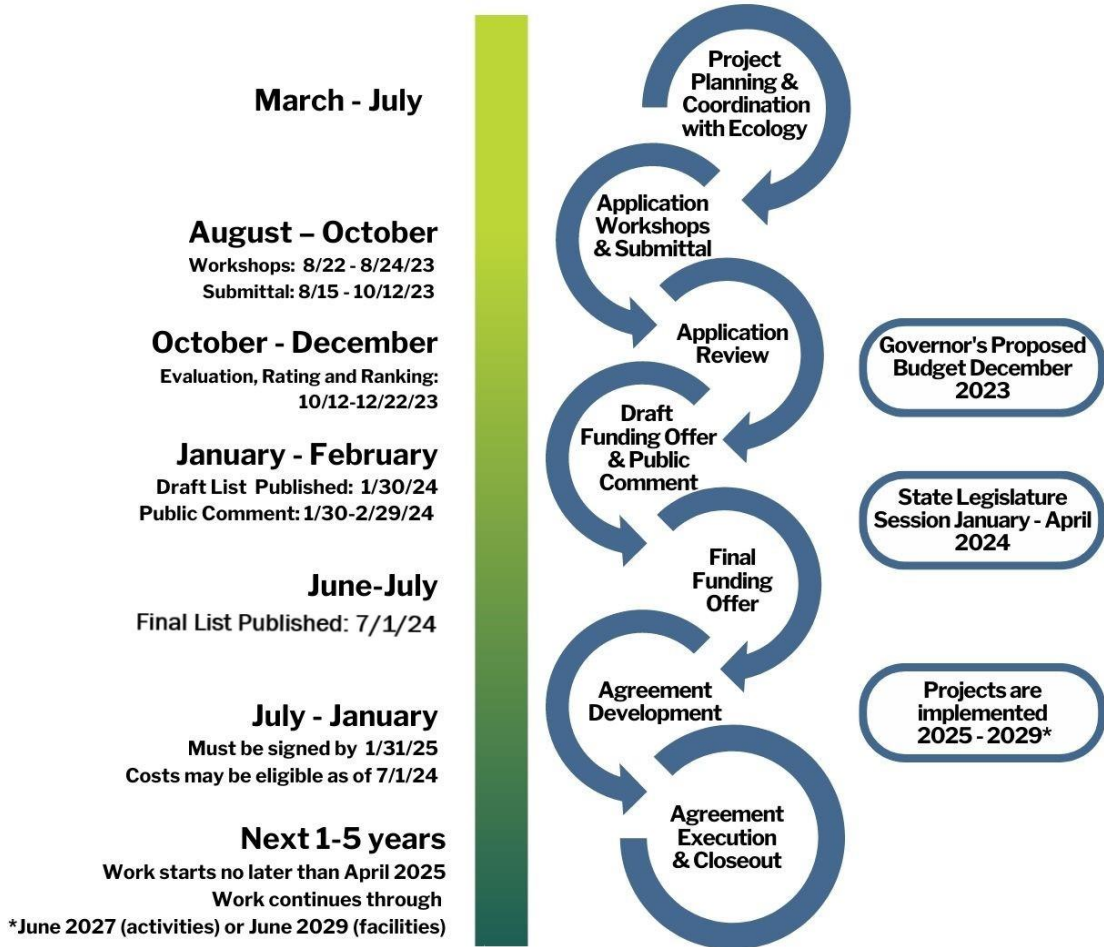 March - July
Project
Planning &
Coordination
with Ecology
August – October
Workshops: 8/22 - 8/24/23
Submittal: 8/15 - 10/12/23
Application
Workshops
& Submittal
October - December
Evaluation, Rating and Ranking:
10/12-12/22/23
Application
Review
Governor's Proposed
Budget December
2023
January - February
Draft List Published: 1/30/24
Public Comment: 1/30-2/29/24
Draft
Funding Offer
& Public
Comment
State Legislature
Session January - April
2024
June-July
Final List Published: 7/1/24
Final
Funding
Offer
July - January
Must be signed by 1/31/25
Costs may be eligible as of 7/1/24
Agreement
Development
Projects are
implemented
2025 - 2029*
Next 1-5 years
Work starts no later than April 2025
Work continues through
*June 2027 (activities) or June 2029 (facilities)
Agreement
Execution
& Closeout